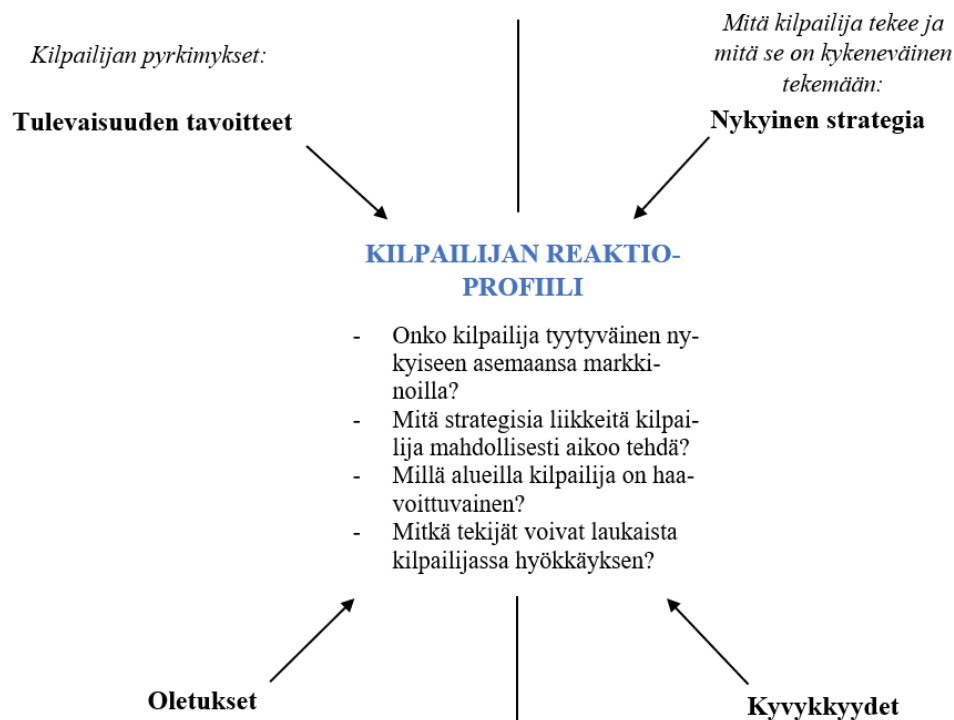 Kilpailijan pyrkimykset:
Tulevaisuuden tavoitteet
Mitä kilpailija tekee ja
mitä se on kykeneväinen
tekemään:
Nykyinen strategia
KILPAILIJAN REAKTIO-
PROFIILI
- Onko kilpailija tyytyväinen ny-
kyiseen asemaansa markki-
noilla?
- Mitä strategisia liikkeitä kilpai-
lija mahdollisesti aikoo tehdä?
- Millä alueilla kilpailija on haa-
voittuvainen?
- Mitkä tekijät voivat laukaista
kilpailijassa hyökkäyksen?
Oletukset
Kyvykkyydet